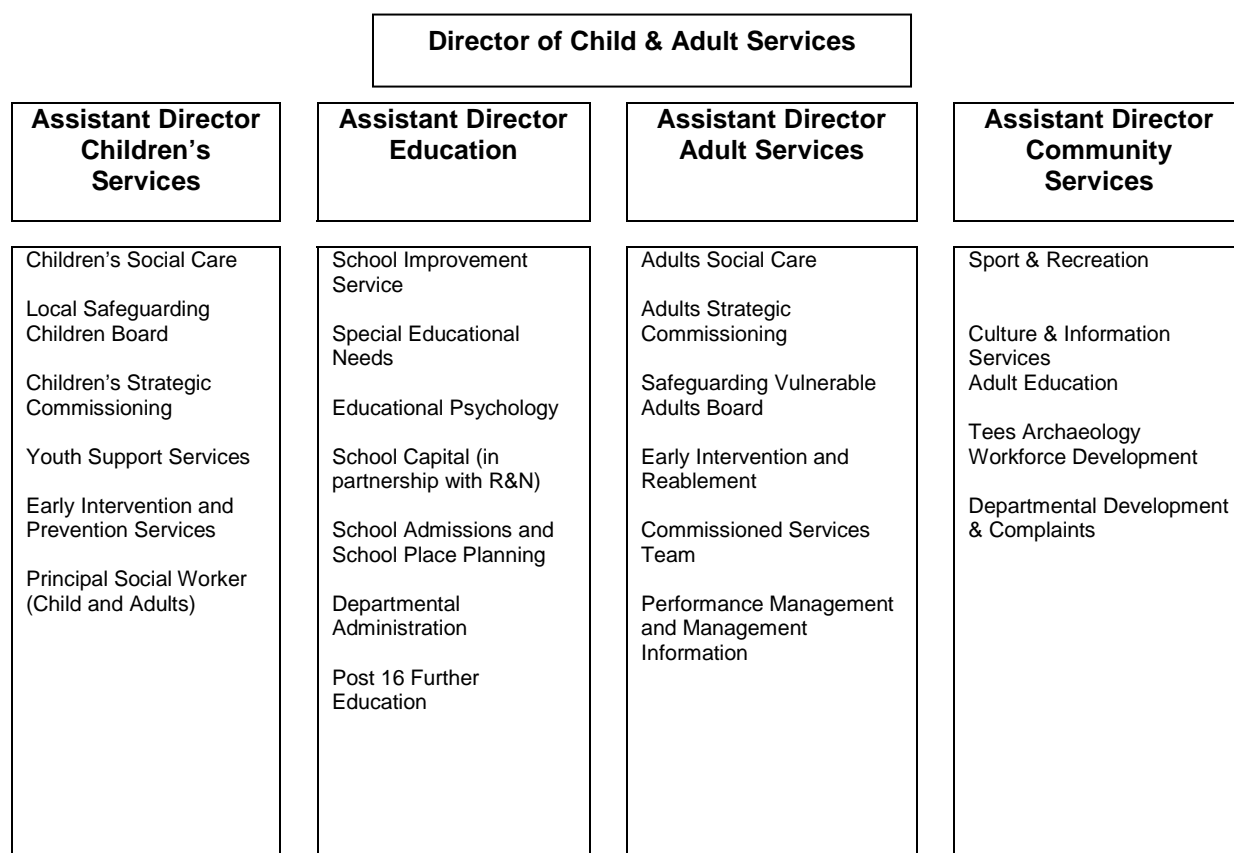 Director of Child & Adult Services
Assistant Director
Children’s
Services
Assistant Director
Education
Assistant Director
Adult Services
Assistant Director
Community
Services
Children’s Social Care
Local Safeguarding
Children Board
Children’s Strategic
Commissioning
Youth Support Services
Early Intervention and
Prevention Services
Principal Social Worker
(Child and Adults)
School Improvement
Service
Special Educational
Needs
Educational Psychology
School Capital (in
partnership with R&N)
School Admissions and
School Place Planning
Departmental
Administration
Post 16 Further
Education
Adults Social Care
Adults Strategic
Commissioning
Safeguarding Vulnerable
Adults Board
Early Intervention and
Reablement
Commissioned Services
Team
Performance Management
and Management
Information
Sport & Recreation
Culture & Information
Services
Adult Education
Tees Archaeology
Workforce Development
Departmental Development
& Complaints